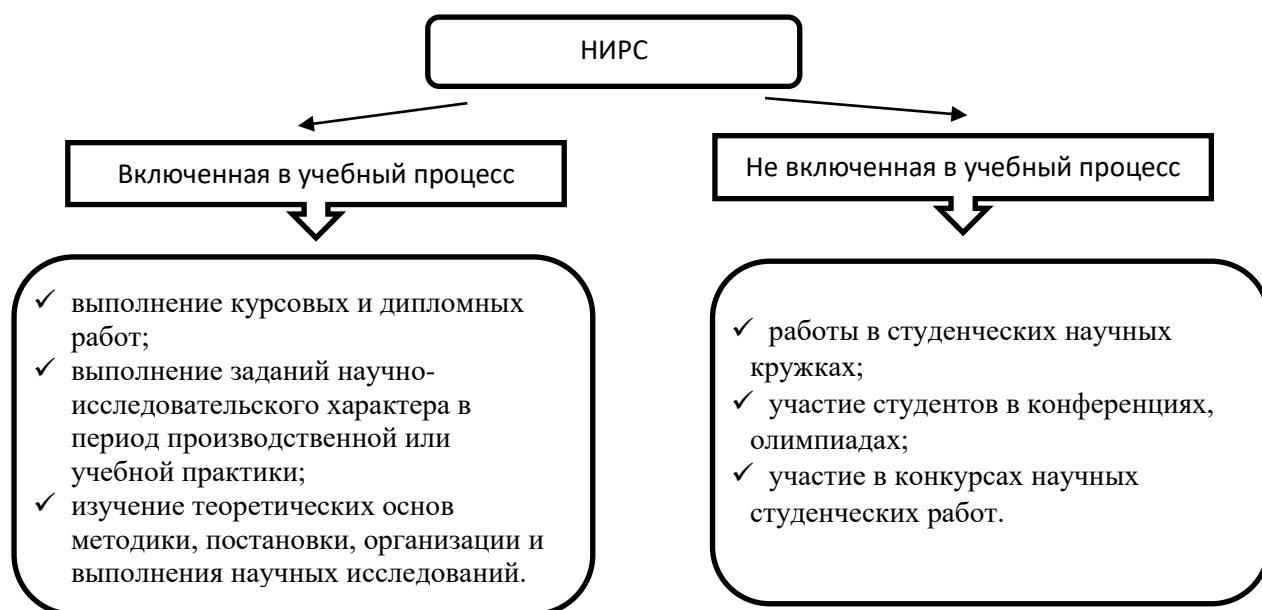 НИРС
Включенная в учебный процесс
Не включенная в учебный процесс
✓ выполнение курсовых и дипломных
работ;
✓ выполнение заданий научно-
исследовательского характера в
период производственной или
учебной практики;
✓ изучение теоретических основ
методики, постановки, организации и
выполнения научных исследований.
✓ работы в студенческих научных
кружках;
✓ участие студентов в конференциях,
олимпиадах;
✓ участие в конкурсах научных
студенческих работ.